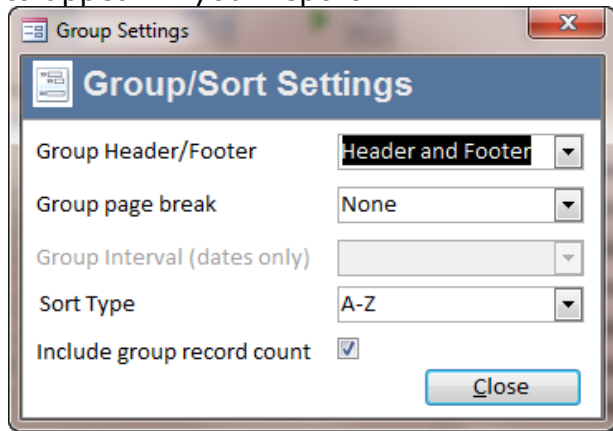 Group Settings
Group/Sort Settings
Group Header/Footer Header and Footer
Group page break None
Group Interval (dates only)
Sort Type A-Z
Include group record count
Close